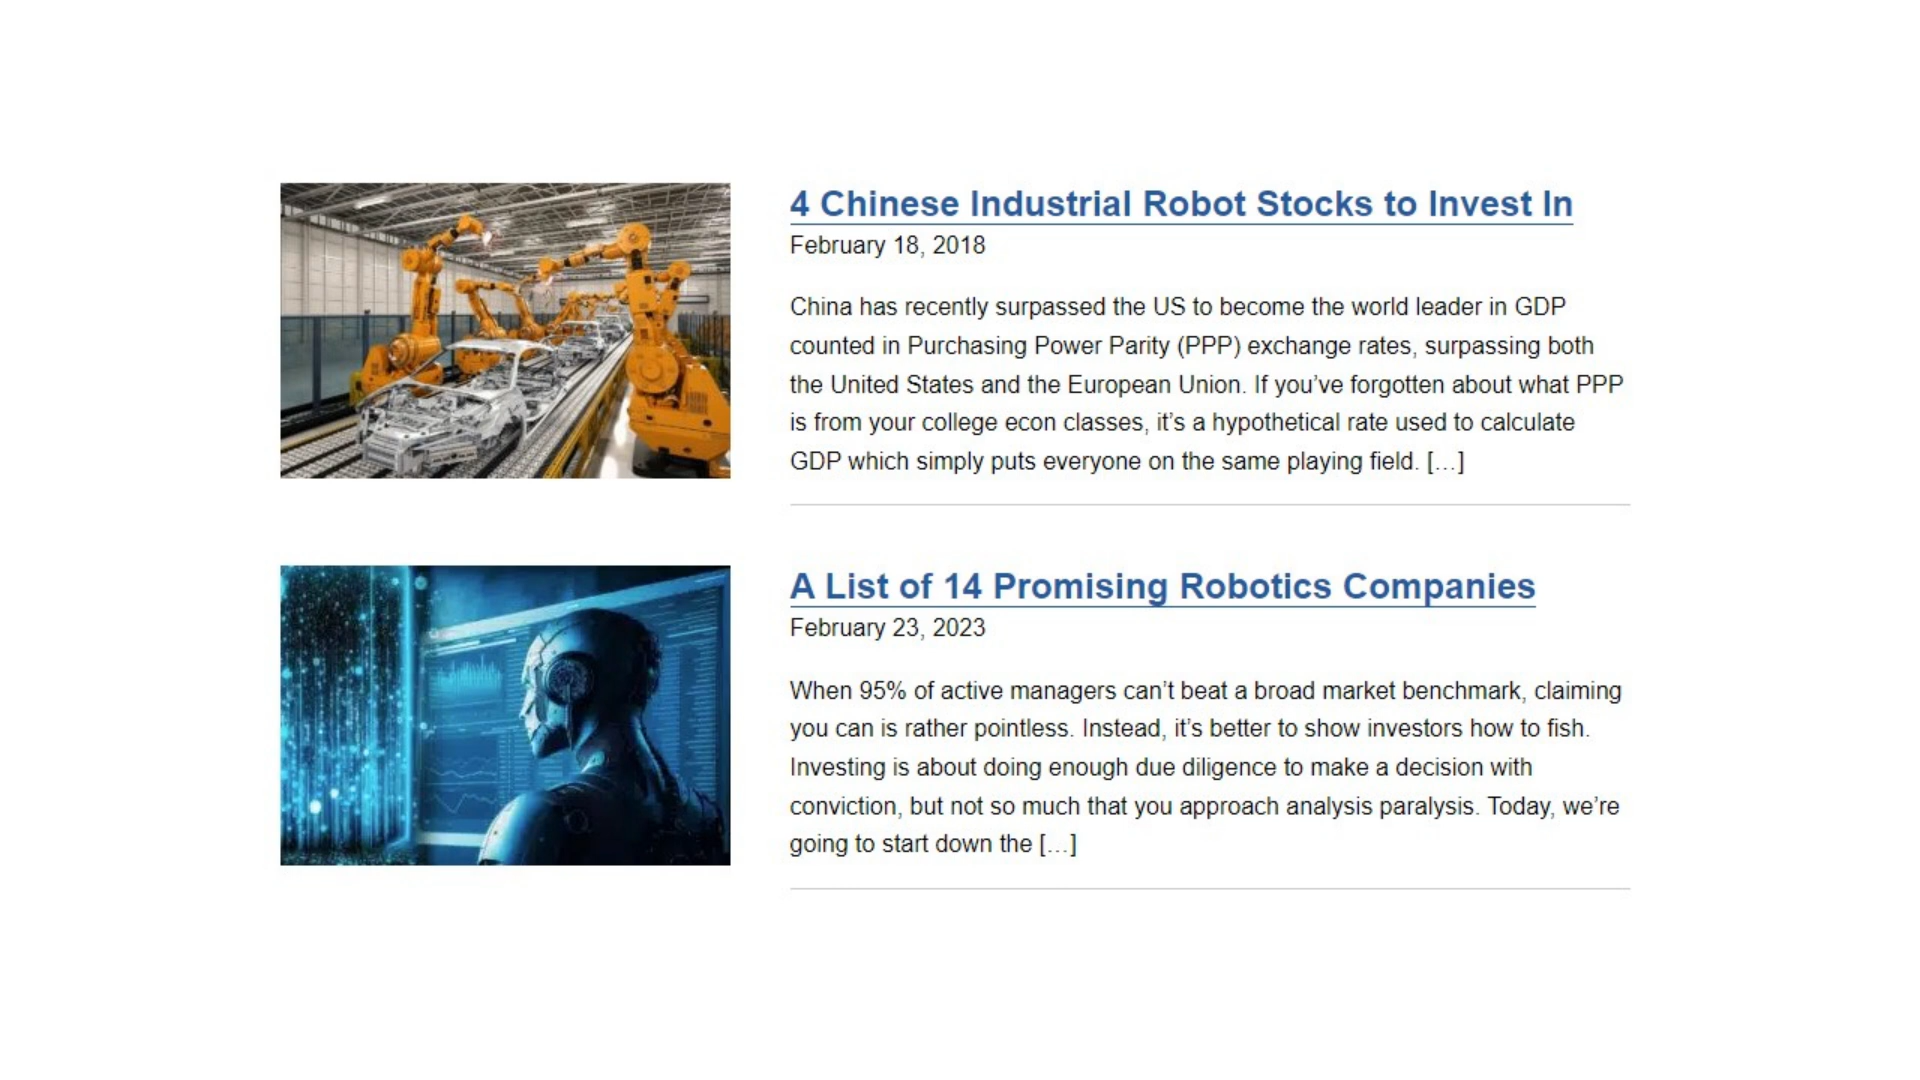 4 Chinese Industrial Robot Stocks to Invest In
February 18, 2018
China has recently surpassed the US to become the world leader in GDP
counted in Purchasing Power Parity (PPP) exchange rates, surpassing both
the United States and the European Union. If you’ve forgotten about what PPP
is from your college econ classes, it’s a hypothetical rate used to calculate
GDP which simply puts everyone on the same playing field. […]
A List of 14 Promising Robotics Companies
February 23, 2023
When 95% of active managers can’t beat a broad market benchmark, claiming
you can is rather pointless. Instead, it’s better to show investors how to fish.
Investing is about doing enough due diligence to make a decision with
conviction, but not so much that you approach analysis paralysis. Today, we’re
going to start down the […]